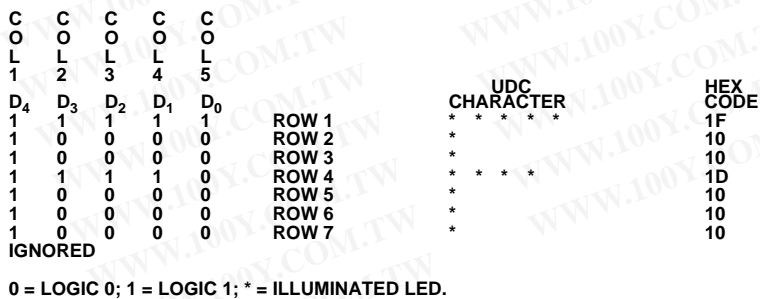 C C C C C
O O O O O
L L L L L
1 2 3 4 5
UDC HEX
D4 D3 D2 D1 D0 CHARACTER CODE
1 1 1 1 1 ROW 1 * * * * * 1F
1 0 0 0 0 ROW 2 * 10
1 0 0 0 0 ROW 3 * 10
1 1 1 1 0 ROW 4 * * * * 1D
1 0 0 0 0 ROW 5 * 10
1 0 0 0 0 ROW 6 * 10
1 0 0 0 0 ROW 7 * 10
IGNORED
0 = LOGIC 0; 1 = LOGIC 1; * = ILLUMINATED LED.
WWW.100Y.COM.TW